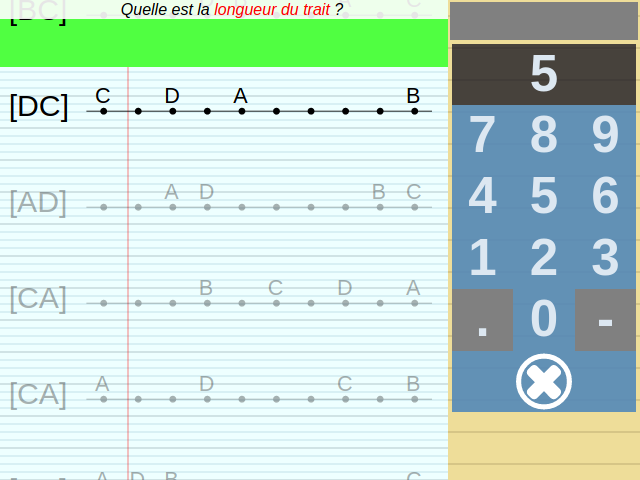 Quelle est la longueur du trait ?
[BC] C
[DC] C D A B
[AD] A D B C
[CA] B C D A
[CA] A D C B
A D B C
5
7 8 9
4 5 6
1 2 3
. 0 -